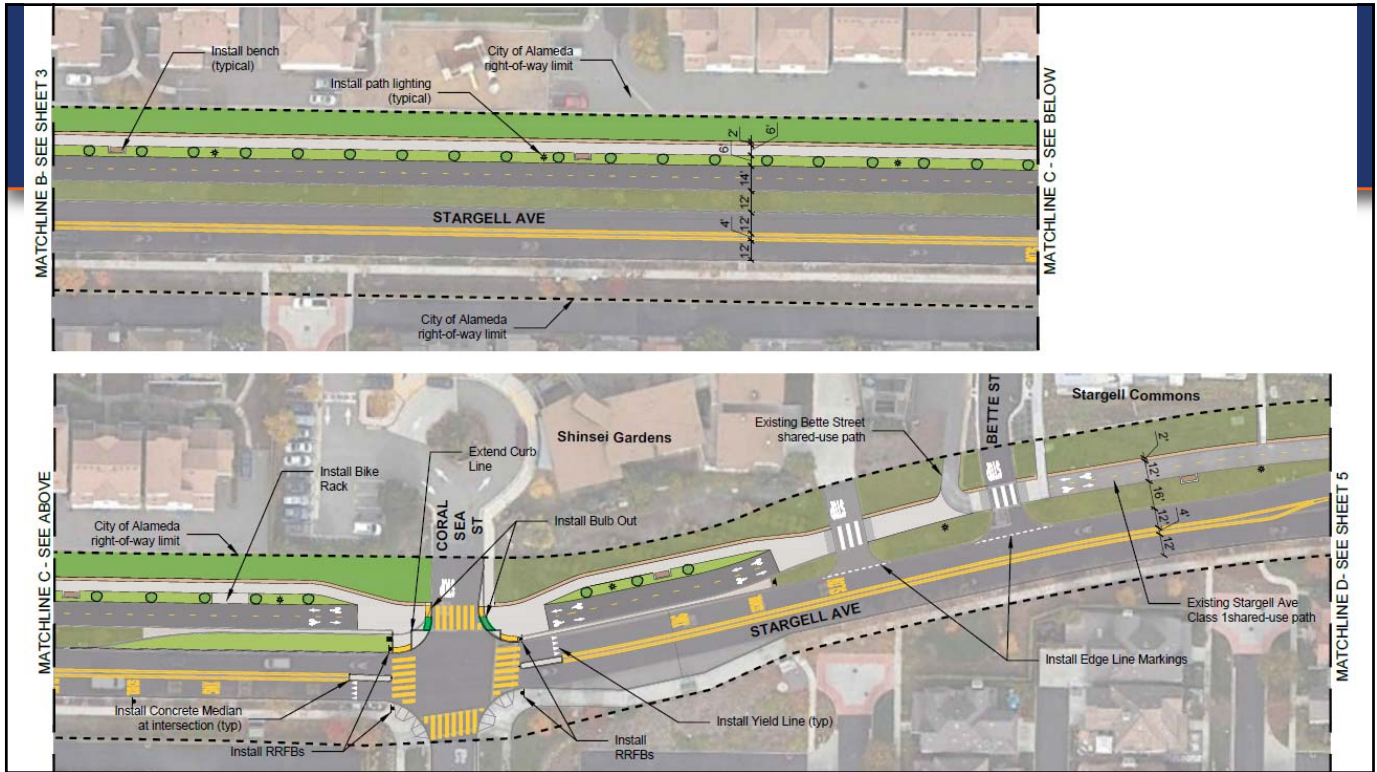 MATCHLINE B- SEE SHEET 3
Install bench
(typical)
Install path lighting
(typical)
City of Alameda
right-of-way limit
6'
2'
6'
14'
12'
12'
4'
12'
STARGELL AVE
City of Alameda
right-of-way limit
MATCHLINE C - SEE BELOW
MATCHLINE C - SEE ABOVE
City of Alameda
right-of-way limit
Install Bike
Rack
Extend Curb
Line
CORAL
SEA
ST
Shinsei Gardens
Install Bulb Out
Existing Bette Street
shared-use path
BETTE ST
Stargell Commons
2'
12'
16'
4'
12'
12'
STARGELL AVE
Existing Stargell Ave
Class 1shared-use path
Install Edge Line Markings
Install Concrete Median
at intersection (typ)
Install RRFBs
Install Yield Line (typ)
Install
RRFBs
MATCHLINE D- SEE SHEET 5